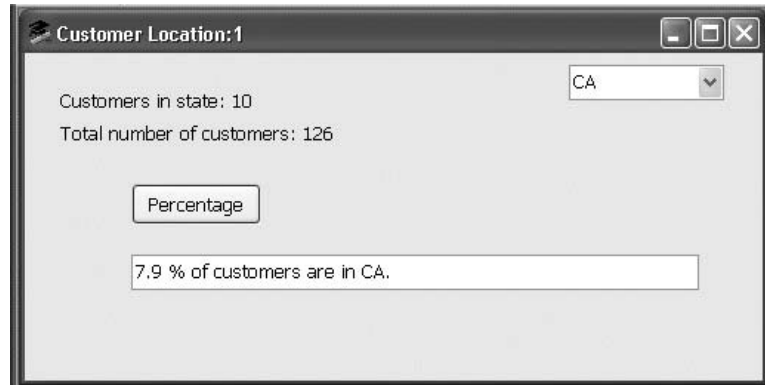 Customer Location:1
CA
Customers in state: 10
Total number of customers: 126
Percentage
7.9 % of customers are in CA.